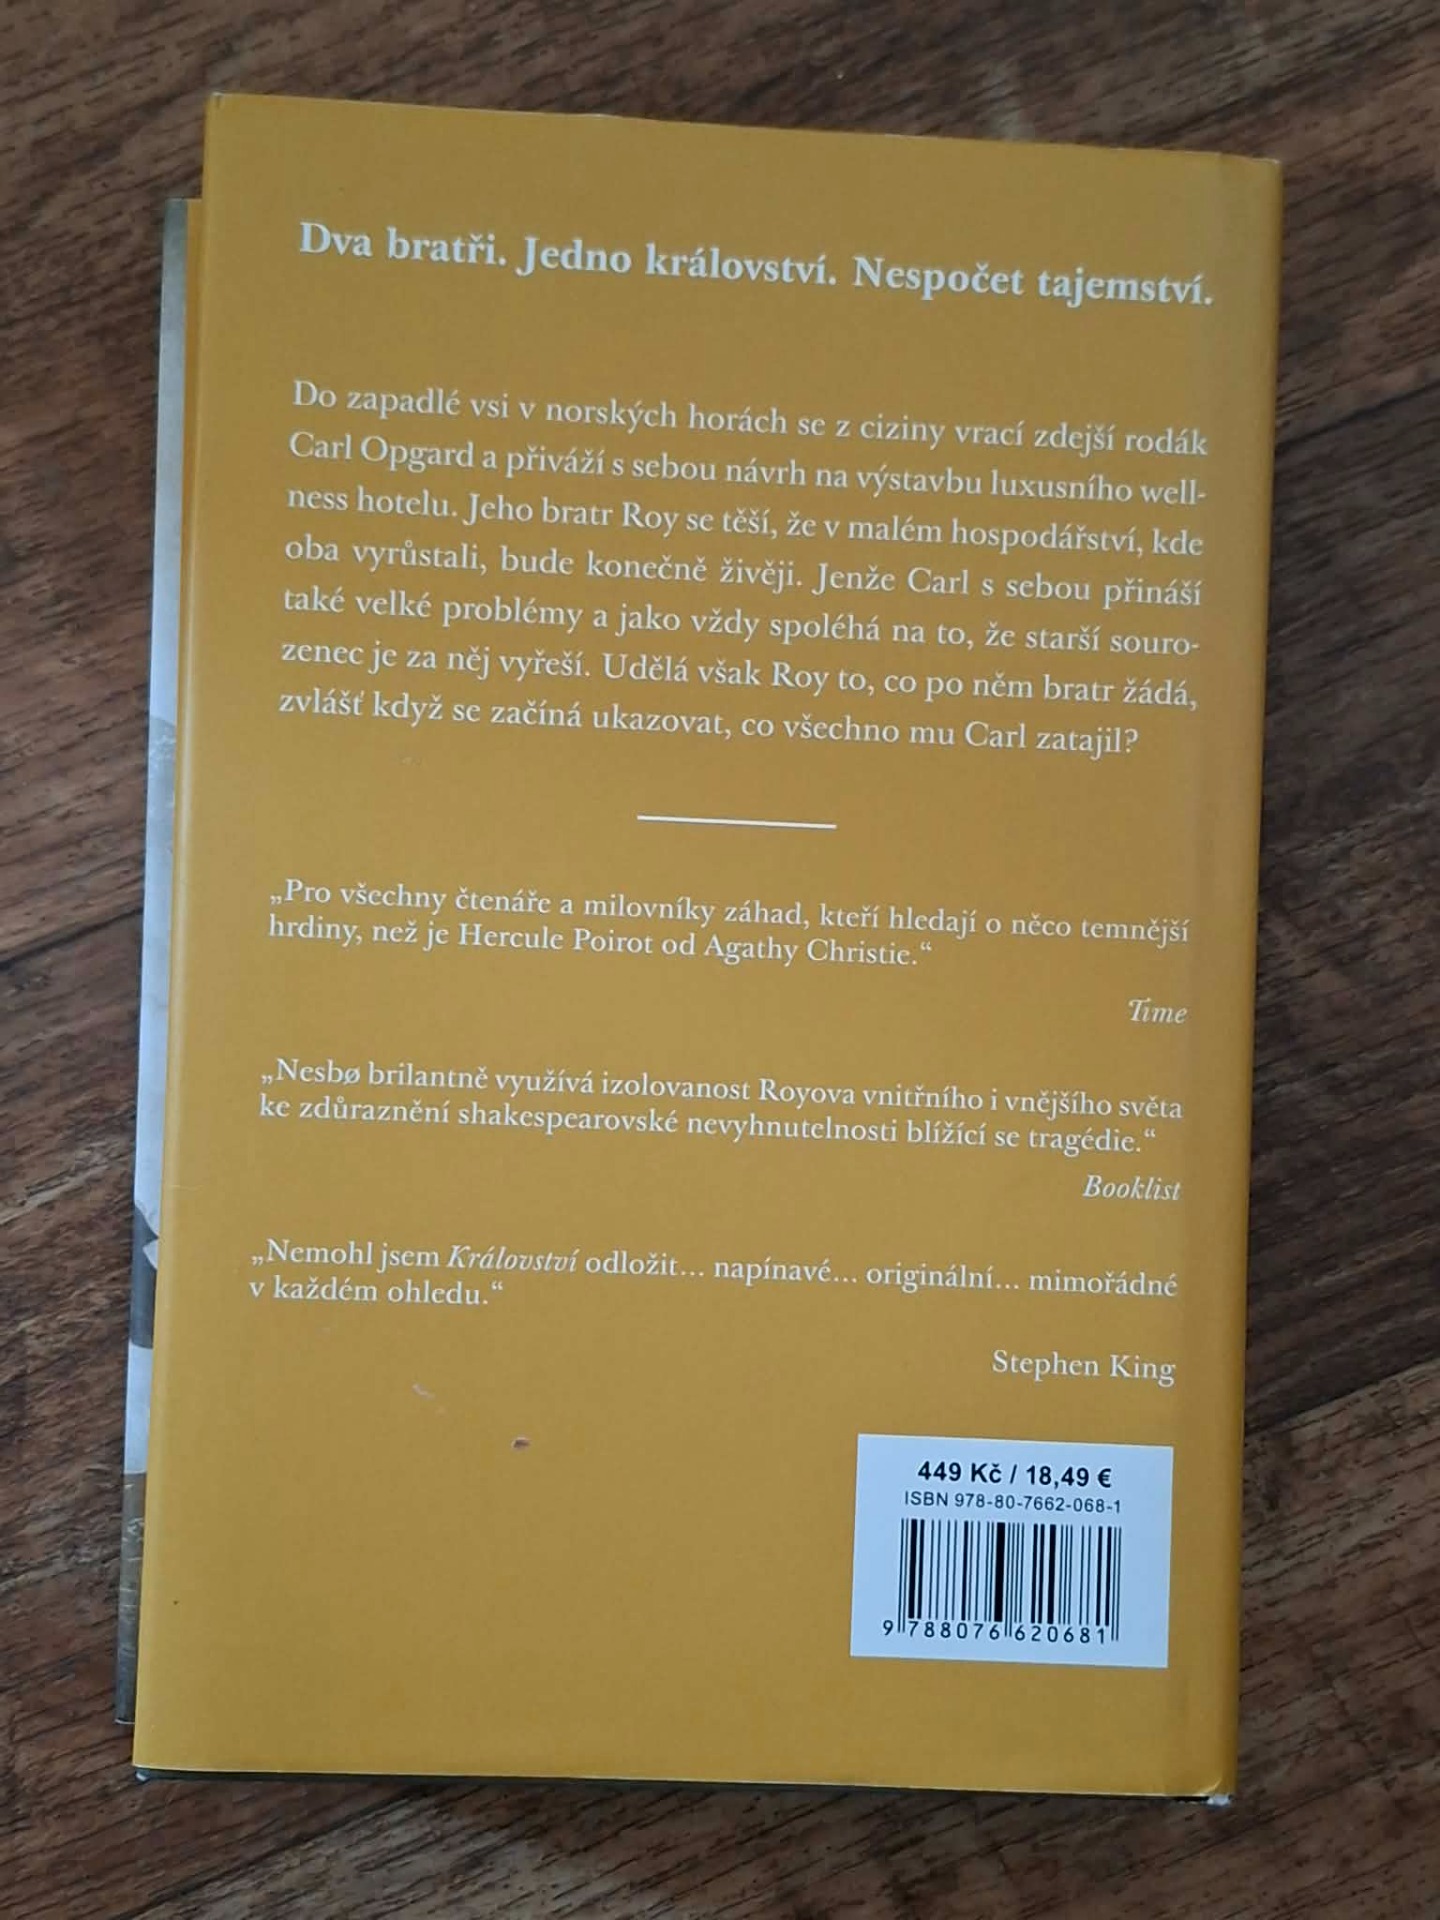 Dva bratři. Jedno království. Nespočet tajemství.
Do zapadlé vsi v norských horách se z ciziny vrací zdejší rodák
Carl Opgard a přiváží s sebou návrh na výstavbu luxusního well-
ness hotelu. Jeho bratr Roy se těší, že v malém hospodářství, kde
oba vyrůstali, bude konečně živěji. Jenže Carl s sebou přináší
také velké problémy a jako vždy spoléhá na to, že starší souro-
zenec je za něj vyřeší. Udělá však Roy to, co po něm bratr žádá,
zvlášť když se začíná ukazovat, co všechno mu Carl zatajil?
„Pro všechny čtenáře a milovníky záhad, kteří hledají o něco temnější
hrdiny, než je Hercule Poirot od Agathy Christie.“
Time
„Nesbø brilantně využívá izolovanost Royova vnitřního i vnějšího světa
ke zdůraznění shakespearovské nevyhnutelnosti blížící se tragédie.“
Booklist
„Nemohl jsem Království odložit... napínavé... originální... mimořádné
v každém ohledu.“
Stephen King
449 Kč / 18,49 €
ISBN 978-80-7662-068-1
9 788076 620681